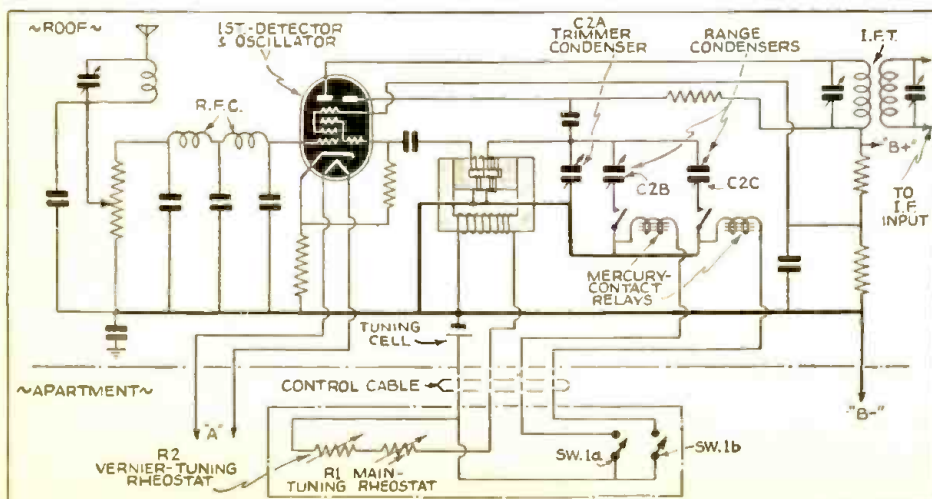 ~ROOF~
1ST-DETECTOR
& OSCILLATOR
C2A
TRIMMER
CONDENSER
RANGE
CONDENSERS
I.F.T.
R.F.C.
"B+"
TO
I.F.
INPUT
C2B
C2C
MERCURY-
CONTACT
RELAYS
TUNING
CELL
~APARTMENT~
CONTROL CABLE
"A"
"B-"
R2
VERNIER-TUNING
RHEOSTAT
R1 MAIN-
TUNING RHEOSTAT
SW.1a
SW.1b